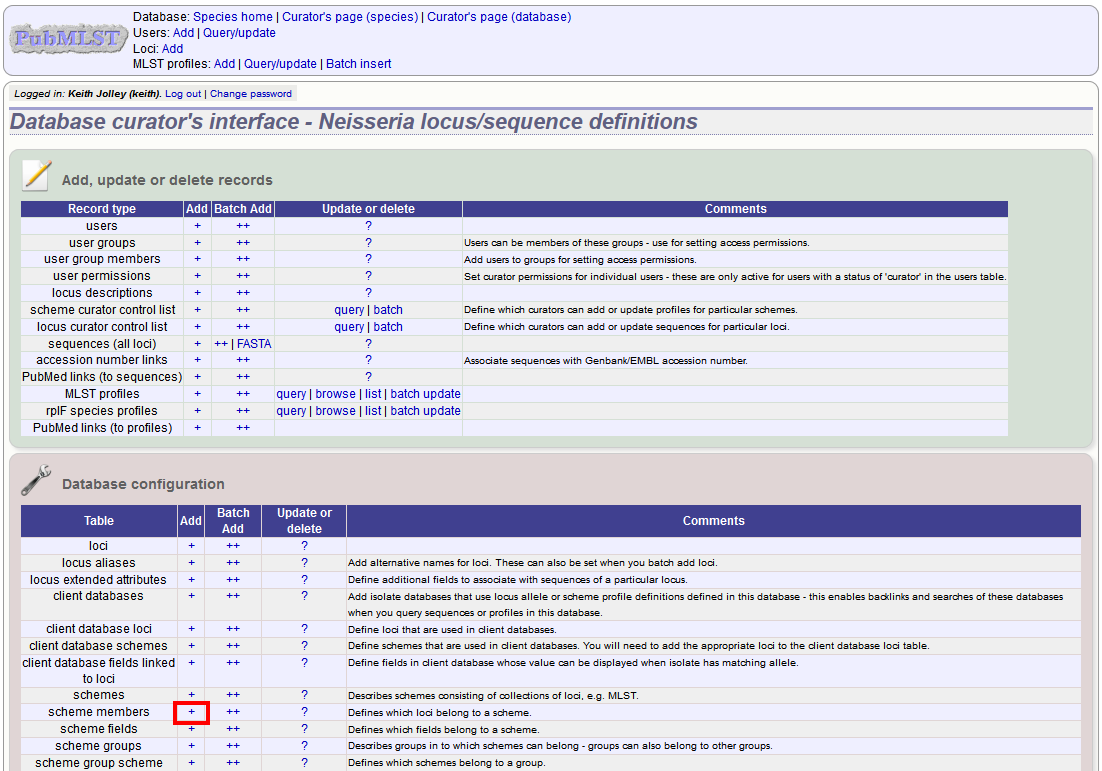 PubMLST
Database: Species home | Curator's page (species) | Curator's page (database)
Users: Add | Query/update
Loci: Add
MLST profiles: Add | Query/update | Batch insert
Logged in: Keith Jolley (keith). Log out | Change password
Database curator's interface - Neisseria locus/sequence definitions
Add, update or delete records
Record type Add Batch Add Update or delete Comments
users + ++ ?
user groups + ++ ? Users can be members of these groups - use for setting access permissions.
user group members + ++ ? Add users to groups for setting access permissions.
user permissions + ++ ? Set curator permissions for individual users - these are only active for users with a status of 'curator' in the users table.
locus descriptions + ++ ?
scheme curator control list + ++ query | batch Define which curators can add or update profiles for particular schemes.
locus curator control list + ++ query | batch Define which curators can add or update sequences for particular loci.
sequences (all loci) + ++ | FASTA ?
accession number links + ++ ? Associate sequences with Genbank/EMBL accession number.
PubMed links (to sequences) + ++ ?
MLST profiles + ++ query | browse | list | batch update
rplF species profiles + ++ query | browse | list | batch update
PubMed links (to profiles) + ++
Database configuration
Table Add Batch Add Update or delete Comments
loci + ++ ?
locus aliases + ++ ? Add alternative names for loci. These can also be set when you batch add loci.
locus extended attributes + ++ ? Define additional fields to associate with sequences of a particular locus.
client databases + ++ ? Add isolate databases that use locus allele or scheme profile definitions defined in this database - this enables backlinks and searches of these databases
when you query sequences or profiles in this database.
client database loci + ++ ? Define loci that are used in client databases.
client database schemes + ++ ? Define schemes that are used in client databases. You will need to add the appropriate loci to the client database loci table.
client database fields linked + ++ ? Define fields in client database whose value can be displayed when isolate has matching allele.
to loci
schemes + ++ ? Describes schemes consisting of collections of loci, e.g. MLST.
scheme members + ++ ? Defines which loci belong to a scheme.
scheme fields + ++ ? Defines which fields belong to a scheme.
scheme groups + ++ ? Describes groups in to which schemes can belong - groups can also belong to other groups.
scheme group scheme + ++ ? Defines which schemes belong to a group.